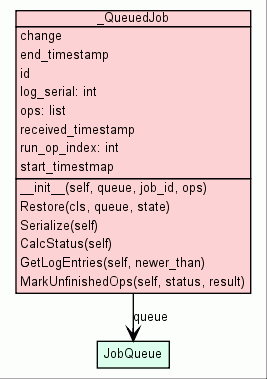 _QueuedJob
change
end_timestamp
id
log_serial: int
ops: list
received_timestamp
run_op_index: int
start_timestmap
__init__(self, queue, job_id, ops)
Restore(cls, queue, state)
Serialize(self)
CalcStatus(self)
GetLogEntries(self, newer_than)
MarkUnfinishedOps(self, status, result)
queue
JobQueue